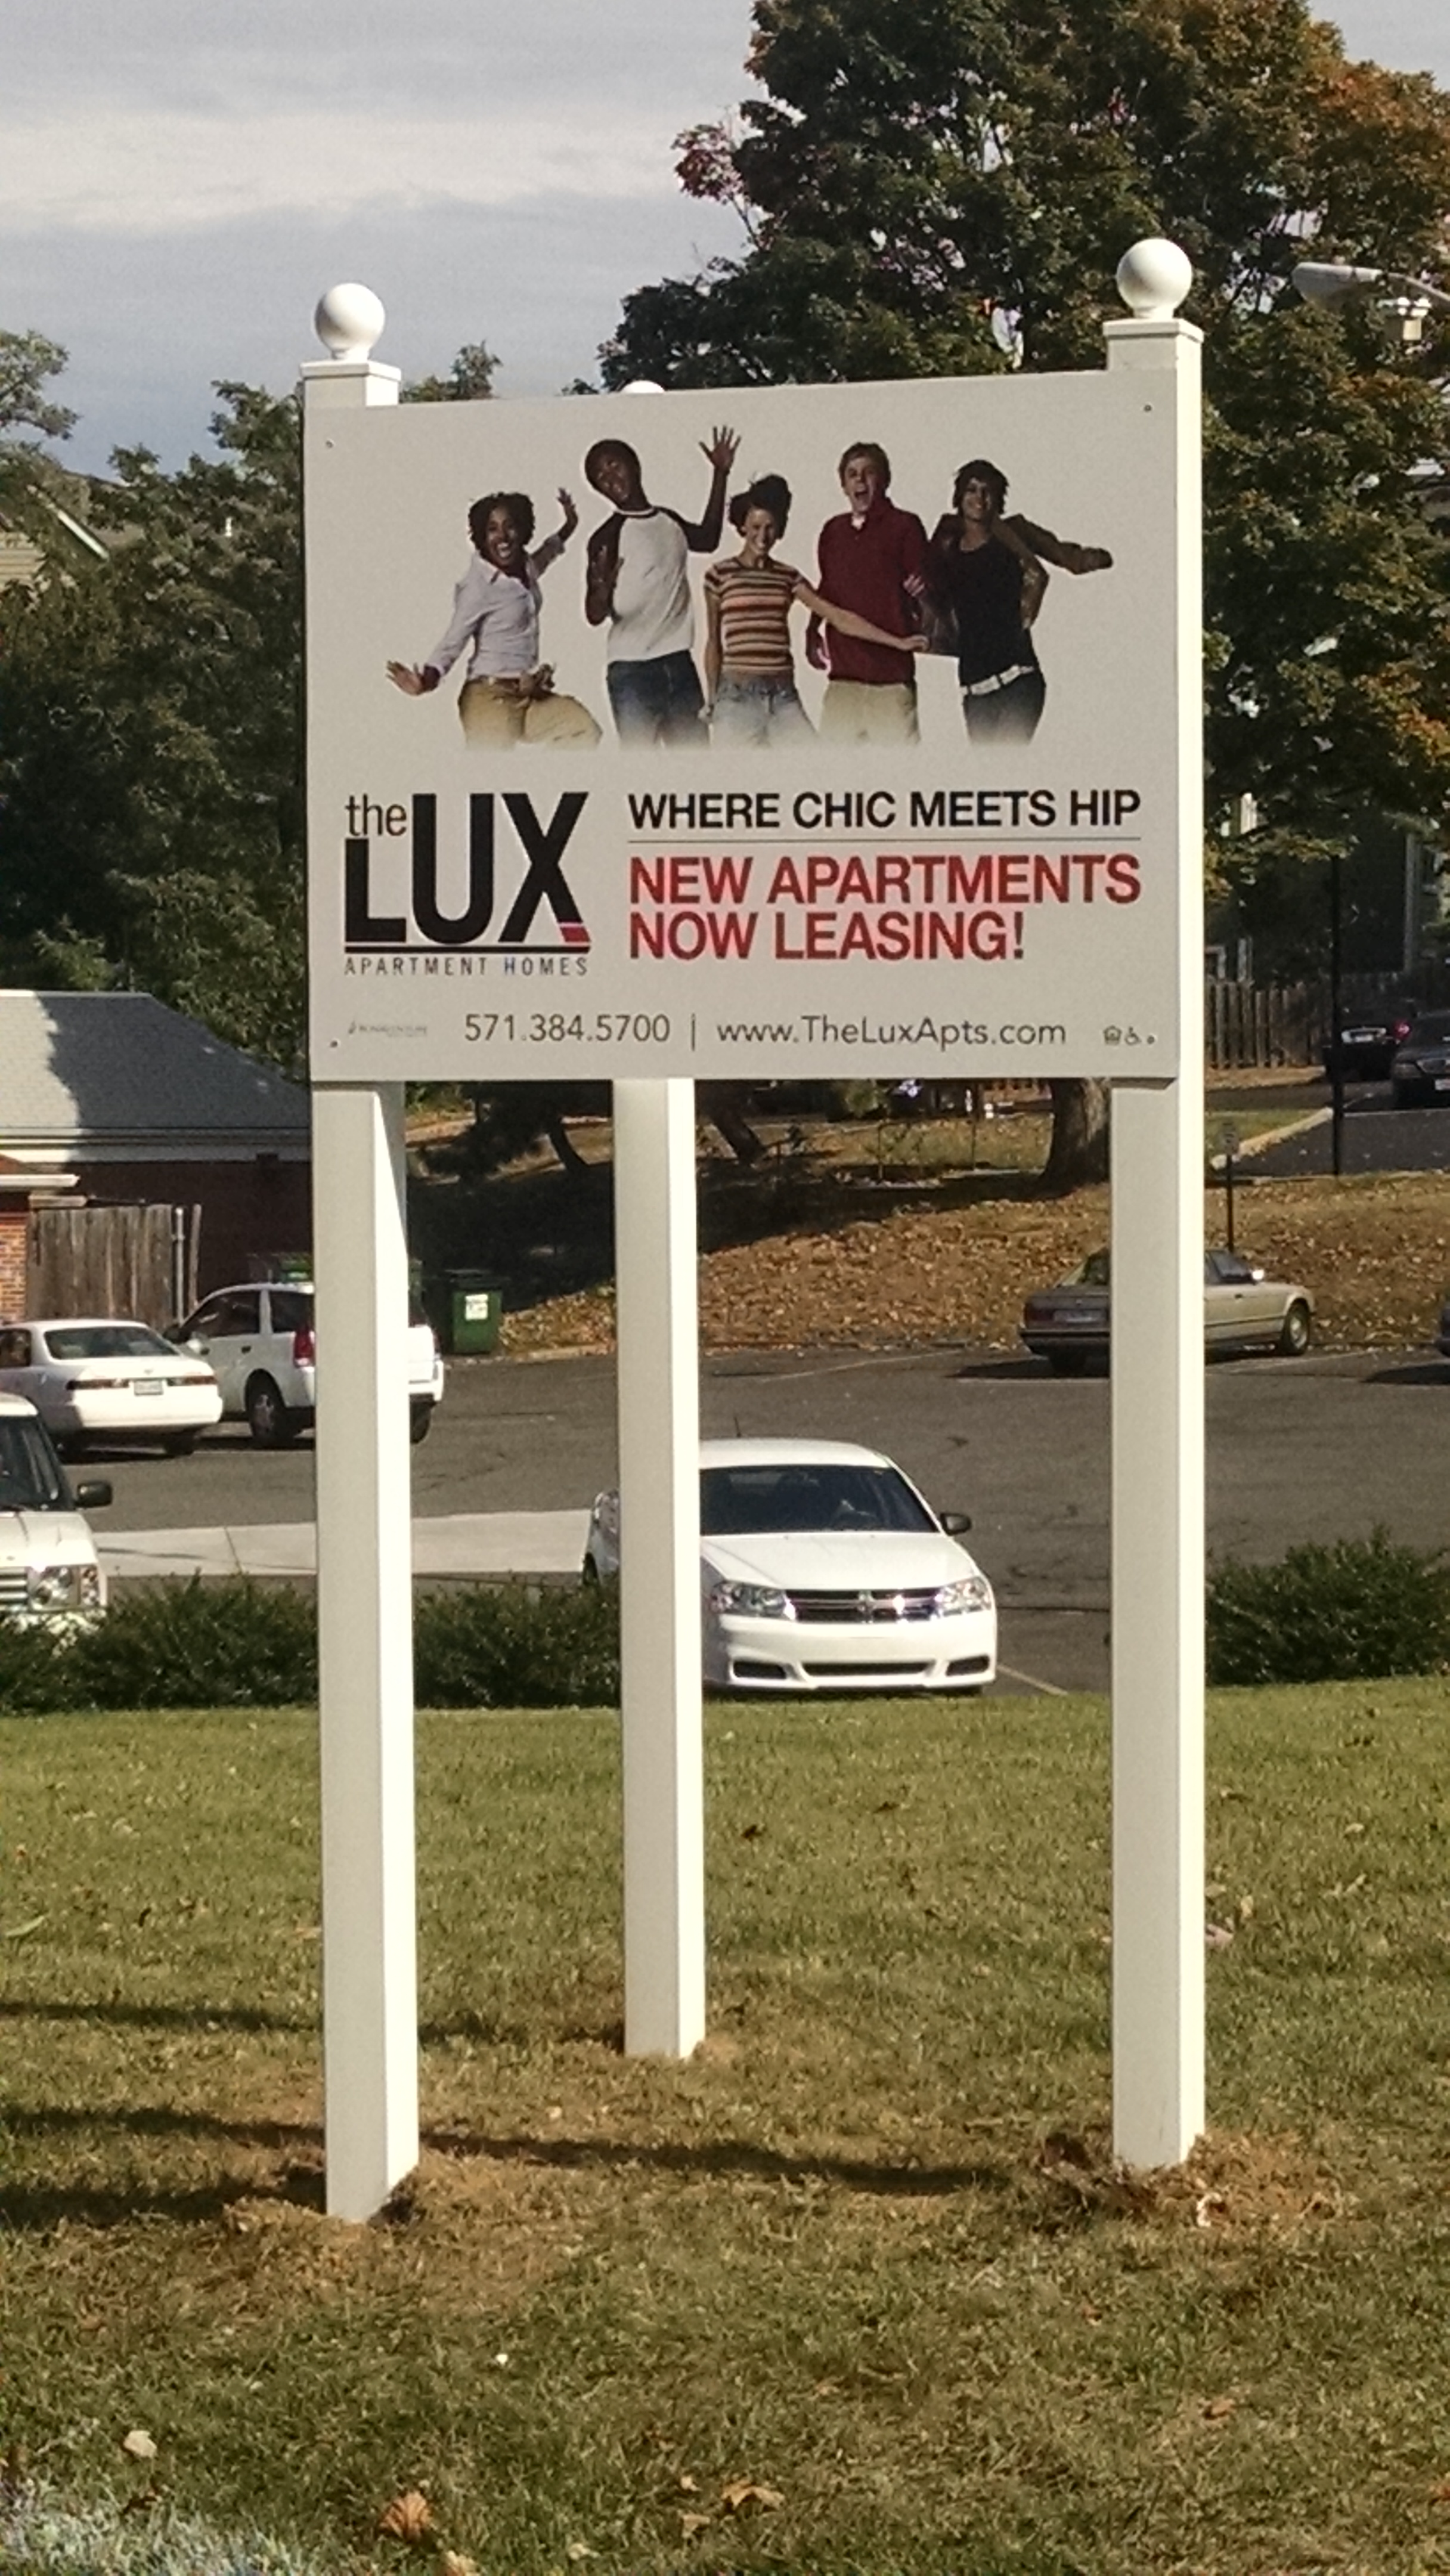 the
LUX
APARTMENT HOMES
WHERE CHIC MEETS HIP
NEW APARTMENTS
NOW LEASING!
571.384.5700 | www.TheLuxApts.com